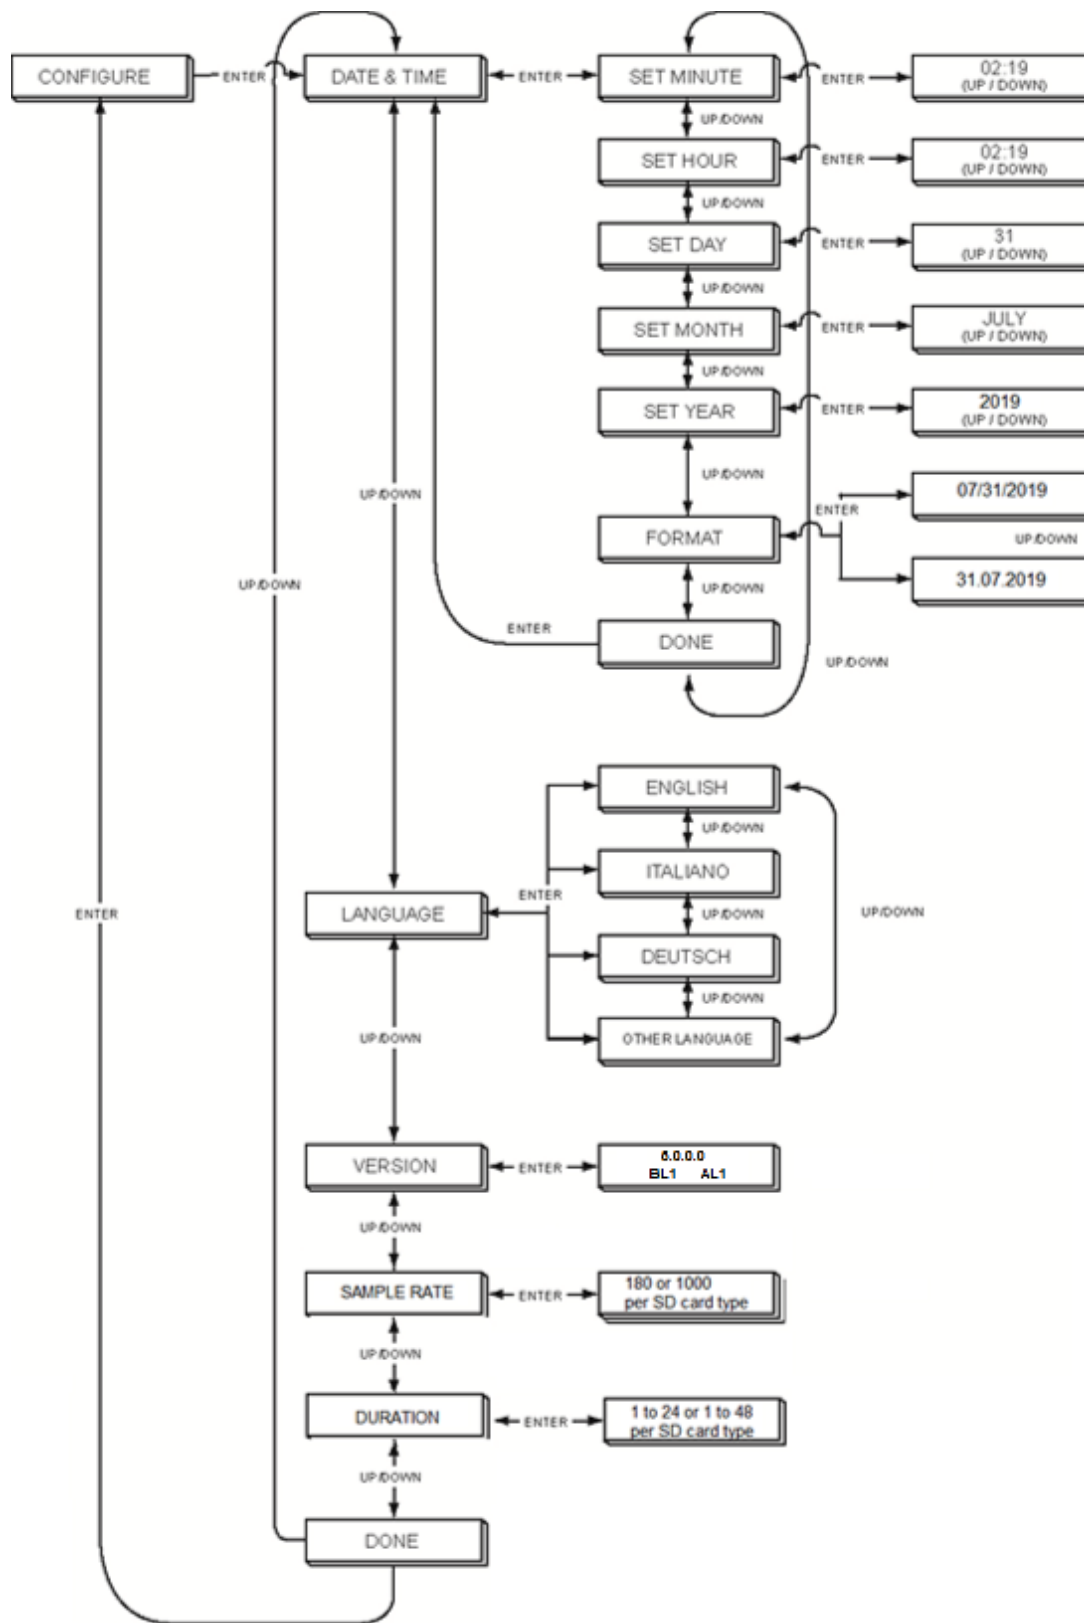 CONFIGURE
ENTER
DATE & TIME
ENTER
SET MINUTE
ENTER
02:19
(UP / DOWN)
UP/DOWN
SET HOUR
ENTER
02:19
(UP / DOWN)
UP/DOWN
SET DAY
ENTER
31
(UP / DOWN)
UP/DOWN
SET MONTH
ENTER
JULY
(UP / DOWN)
UP/DOWN
SET YEAR
ENTER
2019
(UP / DOWN)
UP/DOWN
UP/DOWN
07/31/2019
ENTER
FORMAT
UP/DOWN
31.07.2019
UP/DOWN
UP/DOWN
ENTER
DONE
UP/DOWN
ENGLISH
UP/DOWN
ITALIANO
ENTER
UP/DOWN
UP/DOWN
ENTER
LANGUAGE
DEUTSCH
UP/DOWN
OTHER LANGUAGE
UP/DOWN
VERSION
ENTER
6.0.0.0
BL1 AL1
UP/DOWN
SAMPLE RATE
ENTER
180 or 1000
per SD card type
UP/DOWN
DURATION
ENTER
1 to 24 or 1 to 48
per SD card type
UP/DOWN
DONE